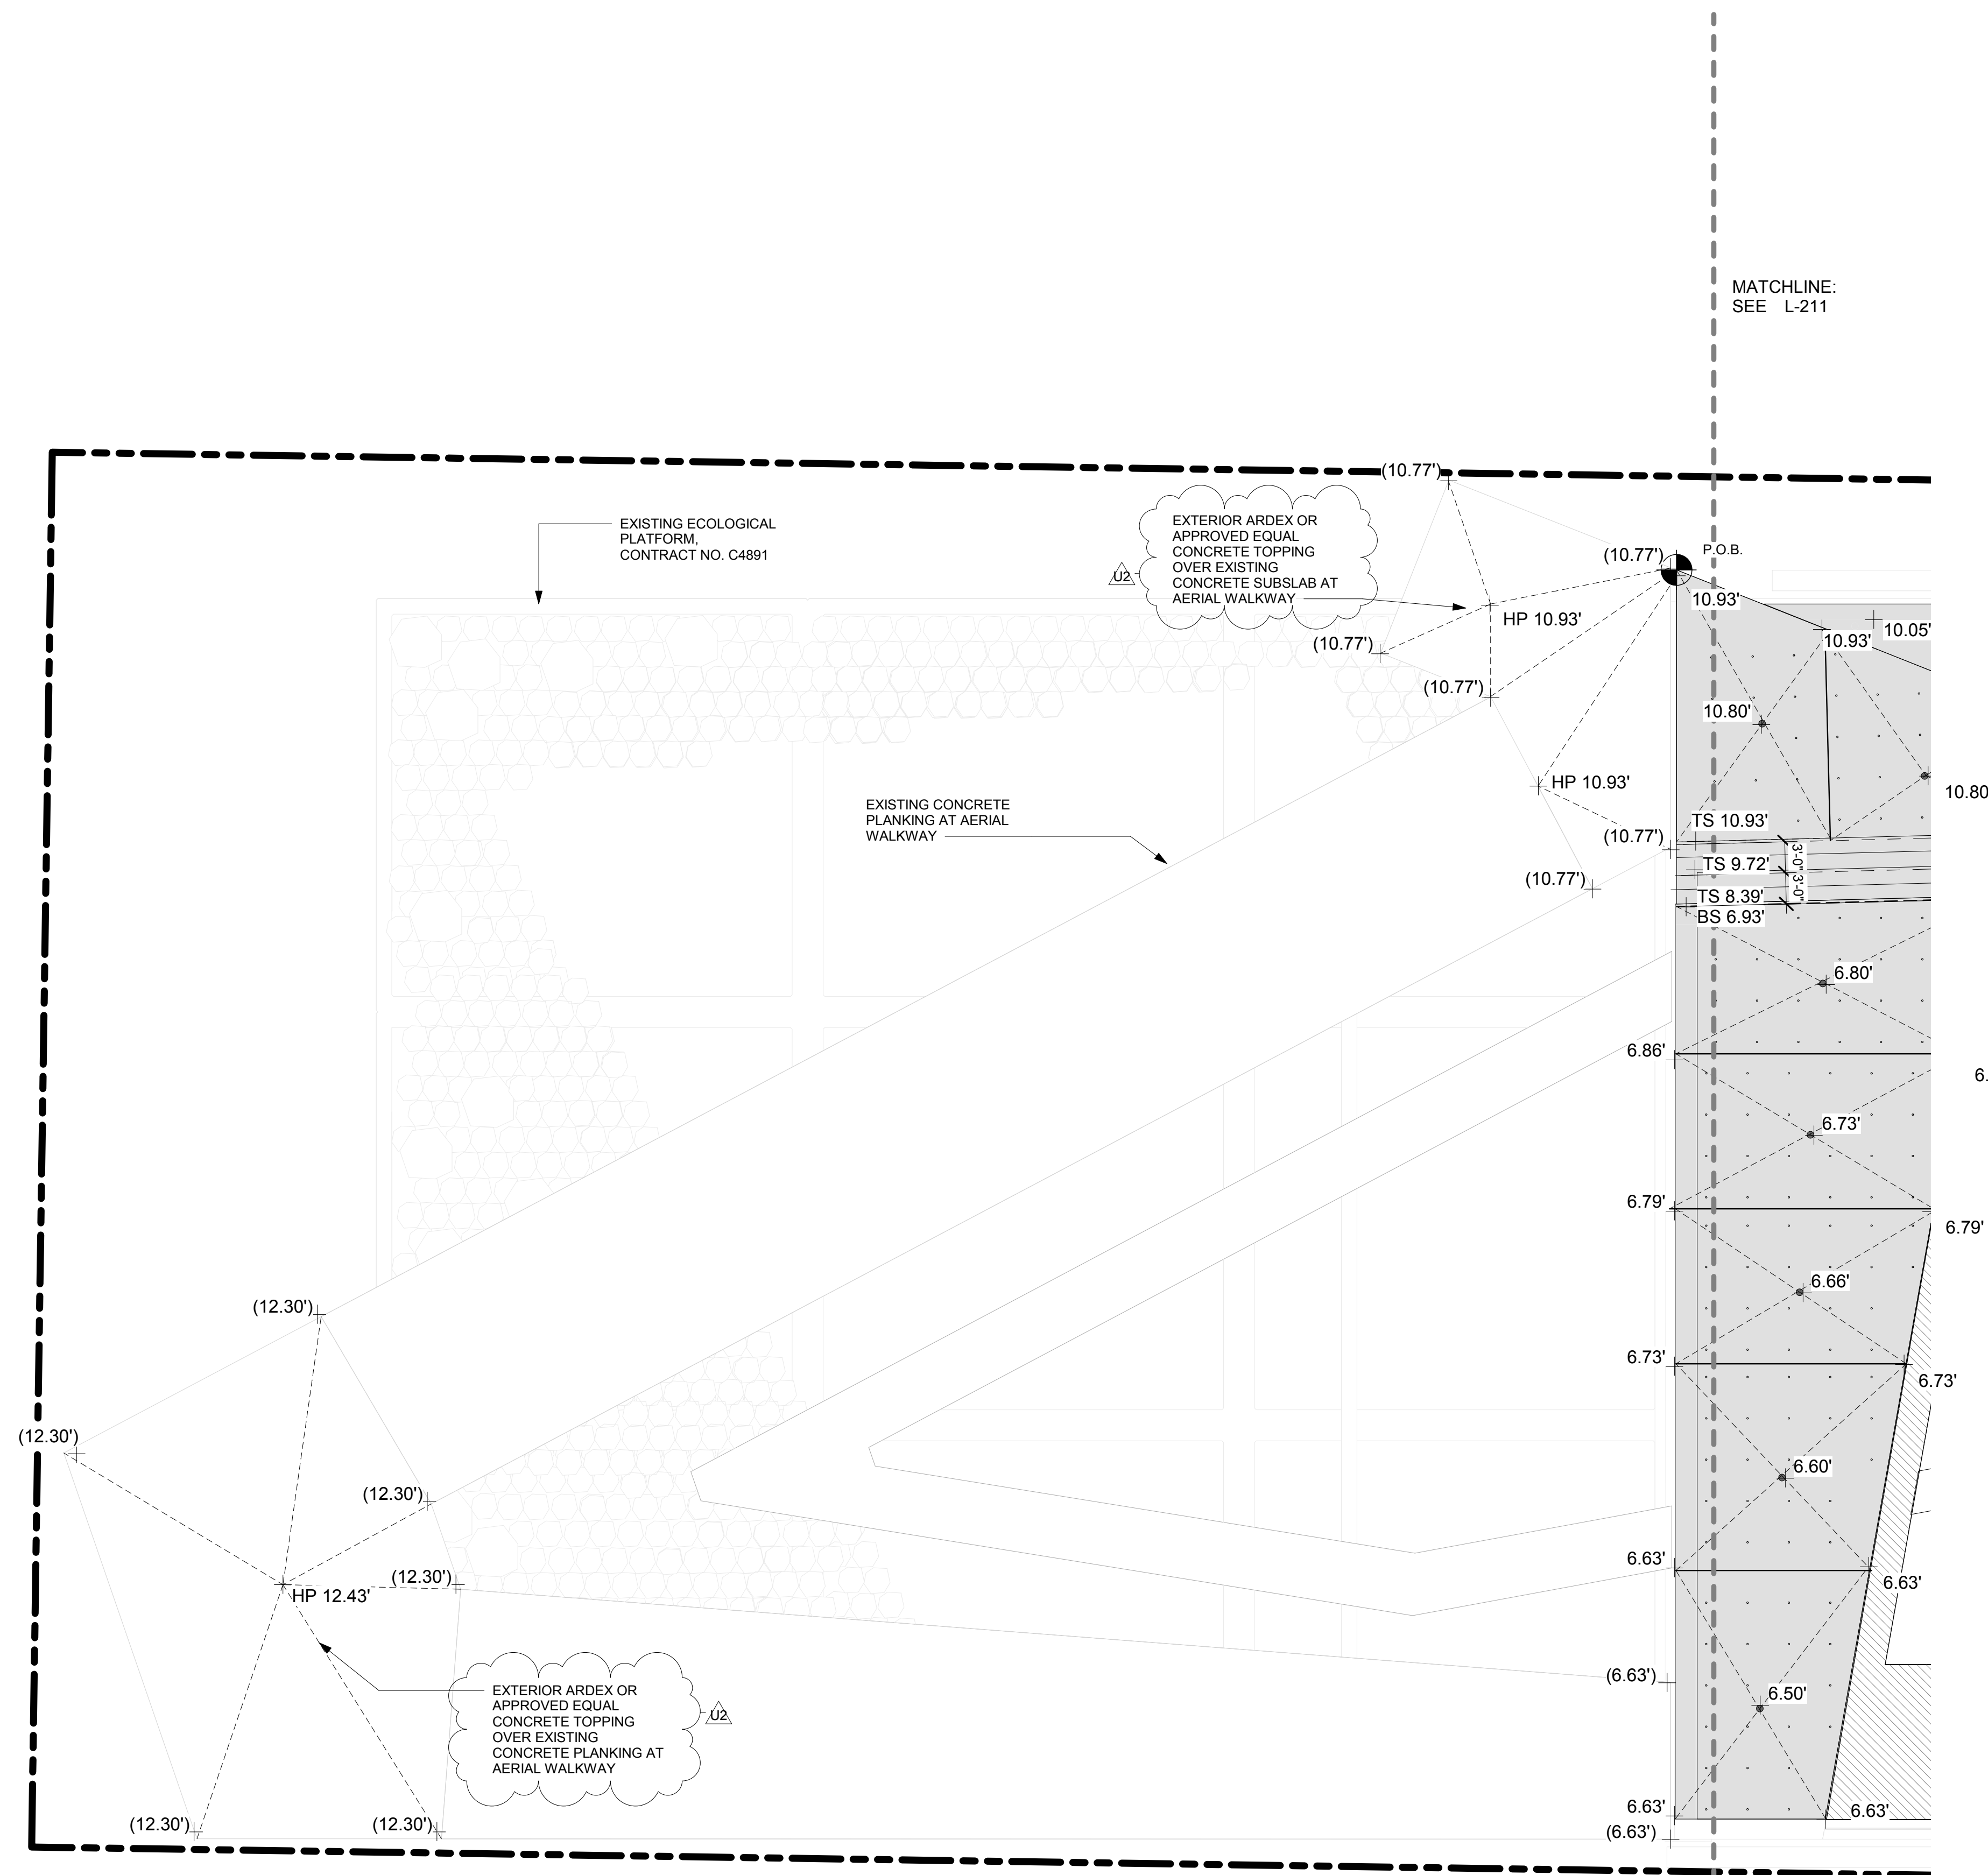 MATCHLINE:
SEE L-211
(10.77')
EXISTING ECOLOGICAL
PLATFORM,
CONTRACT NO. C4891
EXTERIOR ARDEX OR
APPROVED EQUAL
CONCRETE TOPPING
OVER EXISTING
CONCRETE SUBSLAB AT
AERIAL WALKWAY
U2
(10.77')
P.O.B.
10.93'
HP 10.93'
10.93'
10.05'
(10.77')
(10.77')
10.80'
HP 10.93'
10.80
EXISTING CONCRETE
PLANKING AT AERIAL
WALKWAY
TS 10.93'
(10.77')
3'-0"
TS 9.72'
(10.77')
3'-0"
TS 8.39'
BS 6.93'
6.80'
6.86'
6.
6.73'
6.79'
6.79'
6.66'
(12.30')
6.73'
6.73'
(12.30')
6.60'
(12.30')
6.63'
(12.30')
6.63'
HP 12.43'
(6.63')
6.50'
EXTERIOR ARDEX OR
APPROVED EQUAL
CONCRETE TOPPING
OVER EXISTING
CONCRETE PLANKING AT
AERIAL WALKWAY
U2
6.63'
6.63'
(12.30')
(12.30')
(6.63')